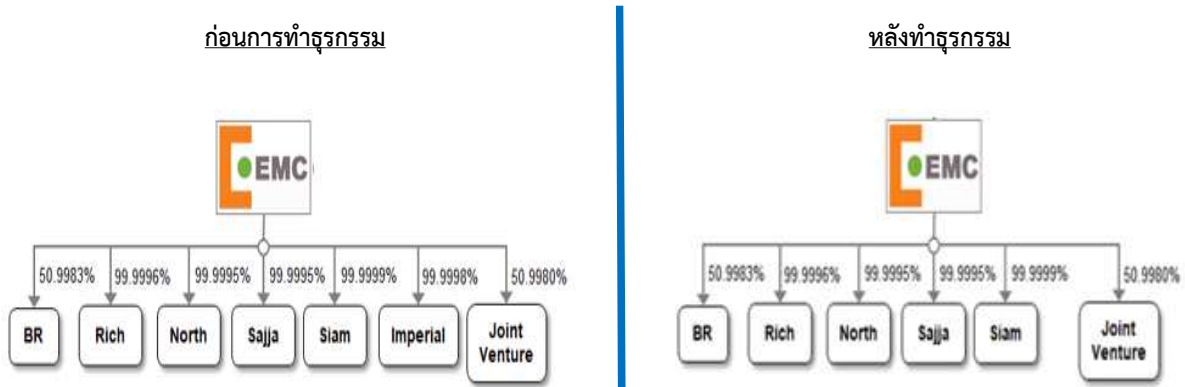 ก่อนการทำธุรกรรม
EMC
50.9983% 99.9996% 99.9995% 99.9995% 99.9999% 99.9998% 50.9980%
BR Rich North Sajja Siam Imperial Joint
Venture
หลังทำธุรกรรม
EMC
50.9983% 99.9996% 99.9995% 99.9995% 99.9999% 50.9980%
BR Rich North Sajja Siam Joint
Venture